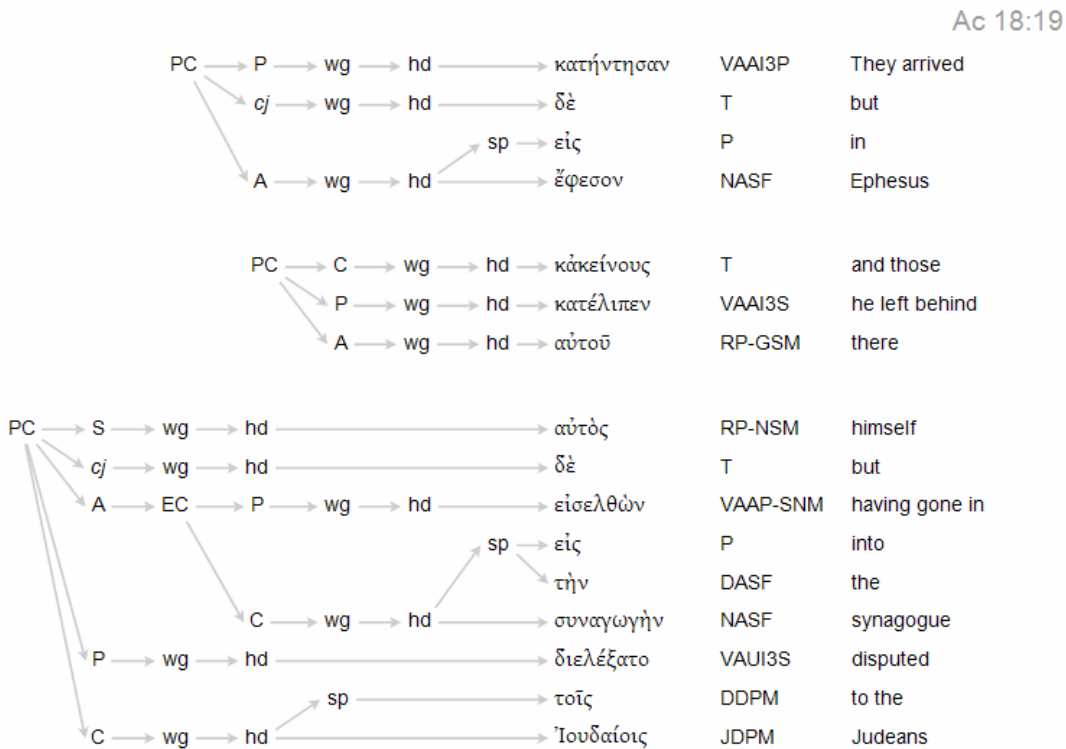 Ac 18:19
PC P wg hd κατήντησαν VAAI3P They arrived
cj wg hd δὲ T but
sp εἰς P in
A wg hd ἔφεσον NASF Ephesus
PC C wg hd κἀκείνους T and those
P wg hd κατέλιπεν VAAI3S he left behind
A wg hd αὐτοῦ RP-GSM there
PC S wg hd αὐτὸς RP-NSM himself
cj wg hd δὲ T but
A EC P wg hd εἰσελθὼν VAAP-SNM having gone in
sp εἰς P into
τὴν DASF the
C wg hd συναγωγὴν NASF synagogue
P wg hd διελέξατο VAUI3S disputed
sp τοῖς DDPM to the
C wg hd Ἰουδαίοις JDPM Judeans